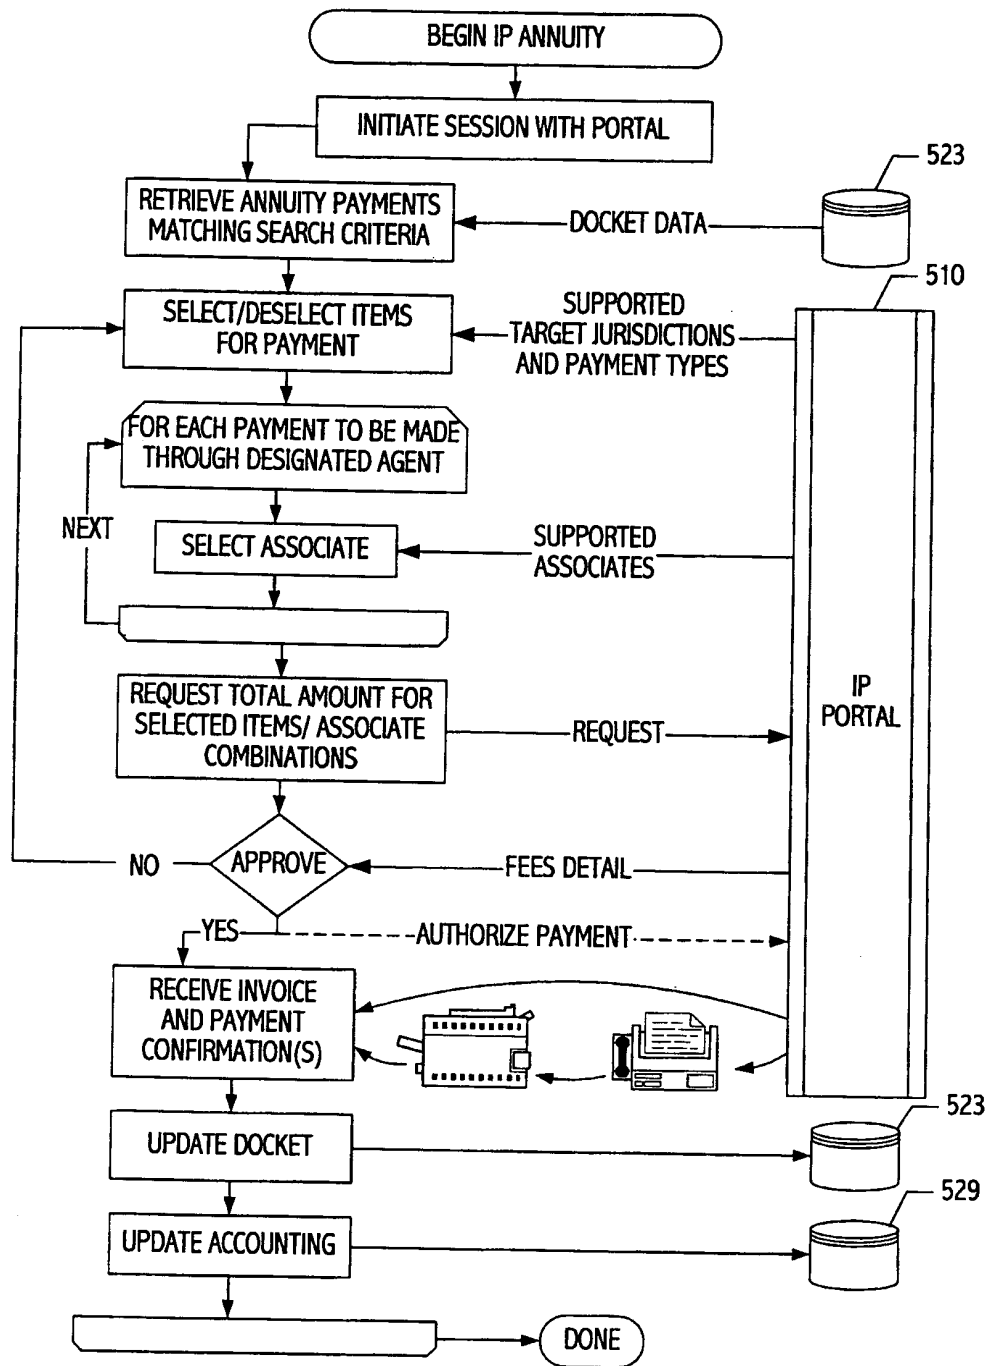 BEGIN IP ANNUITY
INITIATE SESSION WITH PORTAL
523
RETRIEVE ANNUITY PAYMENTS
MATCHING SEARCH CRITERIA
DOCKET DATA
510
SELECT/DESELECT ITEMS
FOR PAYMENT
SUPPORTED
TARGET JURISDICTIONS
AND PAYMENT TYPES
FOR EACH PAYMENT TO BE MADE
THROUGH DESIGNATED AGENT
NEXT
SELECT ASSOCIATE
SUPPORTED
ASSOCIATES
IP
PORTAL
REQUEST TOTAL AMOUNT FOR
SELECTED ITEMS/ ASSOCIATE
COMBINATIONS
REQUEST
NO
APPROVE
FEES DETAIL
YES
AUTHORIZE PAYMENT
RECEIVE INVOICE
AND PAYMENT
CONFIRMATION(S)
523
UPDATE DOCKET
529
UPDATE ACCOUNTING
DONE